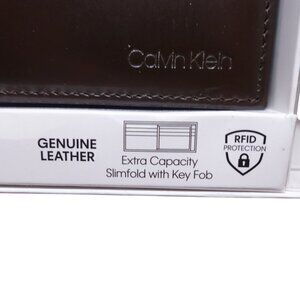 Calvin Klein
GENUINE
LEATHER
Extra Capacity
Slimfold with Key Fob
RFID
PROTECTION